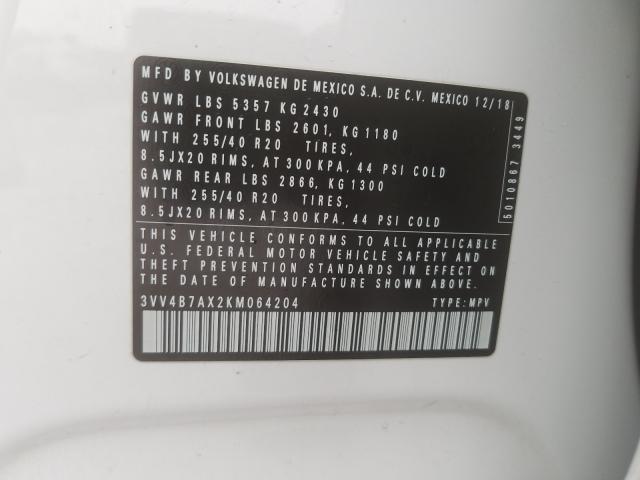 MFD BY VOLKSWAGEN DE MEXICO S.A. DE C.V. MEXICO 12/18
GVWR LBS 5357 KG 2430
GAWR FRONT LBS 2601, KG 1180
WITH 255/40 R20 TIRES,
8.5JX20 RIMS, AT 300 KPA, 44 PSI COLD
GAWR REAR LBS 2866, KG 1300
WITH 255/40 R20 TIRES,
8.5JX20 RIMS, AT 300 KPA, 44 PSI COLD
THIS VEHICLE CONFORMS TO ALL APPLICABLE
U.S. FEDERAL MOTOR VEHICLE SAFETY AND
THEFT PREVENTION STANDARDS IN EFFECT ON
THE DATE OF MANUFACTURE SHOWN ABOVE.
3VV4B7AX2KM064204 TYPE: MPV
5010867 3449